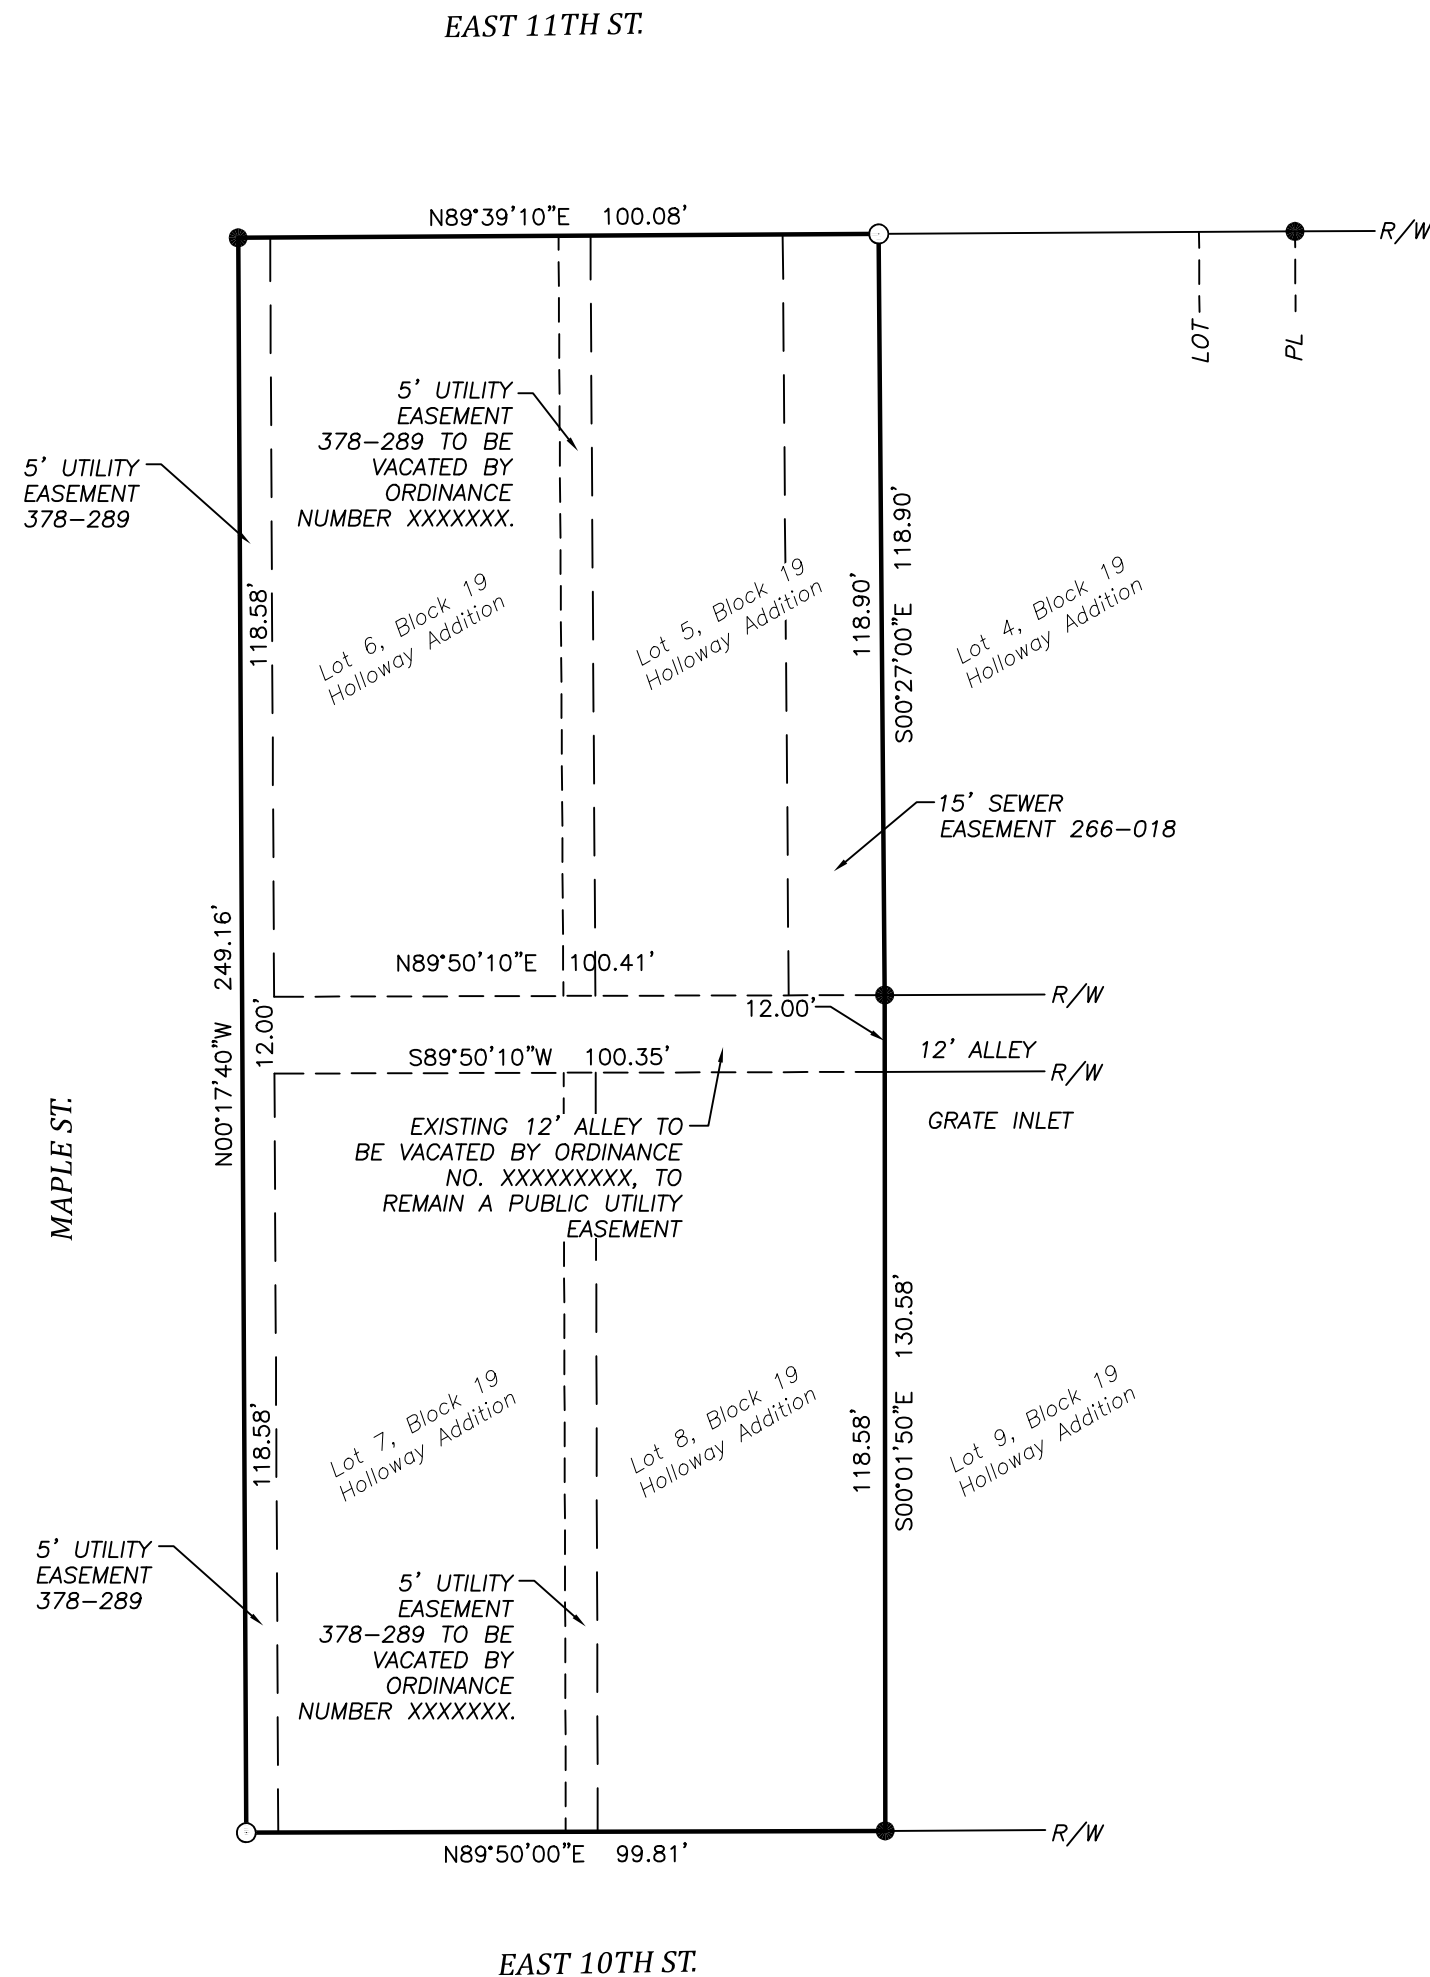 EAST 11TH ST.
N89°39'10"E 100.08'
R/W
LOT
PL
5' UTILITY
EASEMENT
378-289 TO BE
VACATED BY
ORDINANCE
NUMBER XXXXXXX.
5' UTILITY
EASEMENT
378-289
118.58'
Lot 6, Block 19
Holloway Addition
Lot 5, Block 19
Holloway Addition
118.90'
S00°27'00"E 118.90'
Lot 4, Block 19
Holloway Addition
15' SEWER
EASEMENT 266-018
N00°17'40"W 249.16'
N89°50'10"E 100.41'
R/W
12.00'
12.00'
12' ALLEY
S89°50'10"W 100.35'
R/W
MAPLE ST.
EXISTING 12' ALLEY TO
BE VACATED BY ORDINANCE
NO. XXXXXXXXX, TO
REMAIN A PUBLIC UTILITY
EASEMENT
GRATE INLET
118.58'
Lot 7, Block 19
Holloway Addition
Lot 8, Block 19
Holloway Addition
118.58'
S00°01'50"E 130.58'
Lot 9, Block 19
Holloway Addition
5' UTILITY
EASEMENT
378-289
5' UTILITY
EASEMENT
378-289 TO BE
VACATED BY
ORDINANCE
NUMBER XXXXXXX.
R/W
N89°50'00"E 99.81'
EAST 10TH ST.